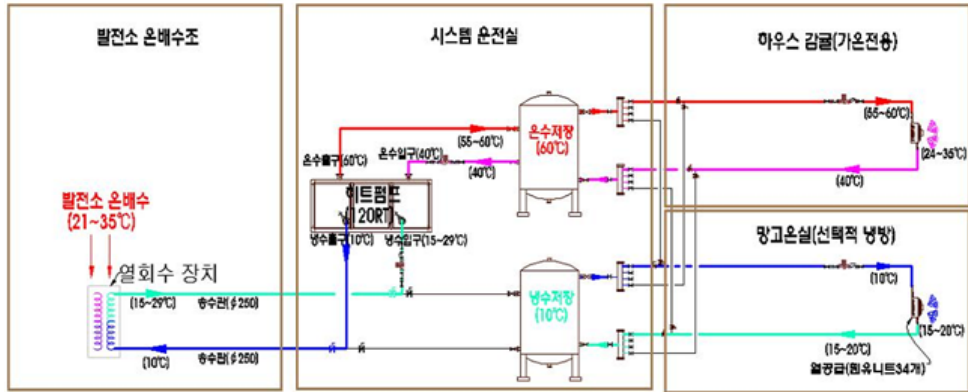 발전소 온배수조
시스템 운전실
하우스 감귤(가온전용)
(55~60℃)
온수저장
(60℃)
(55~60℃)
(24~35℃)
온수출구(60℃)
온수입구(40℃)
(40℃)
(40℃)
히트펌프
120RT)
발전소 온배수
(21~35℃)
냉수출구(10℃)
냉수입구(15~29℃)
망고온실(선택적 냉방)
열회수 장치
(15~29℃)
송수관(¢250)
냉수저장
(10℃)
(10℃)
(15~20℃)
(10℃)
송수관(¢250)
(15~20℃)
열공급(휀유니트34개)